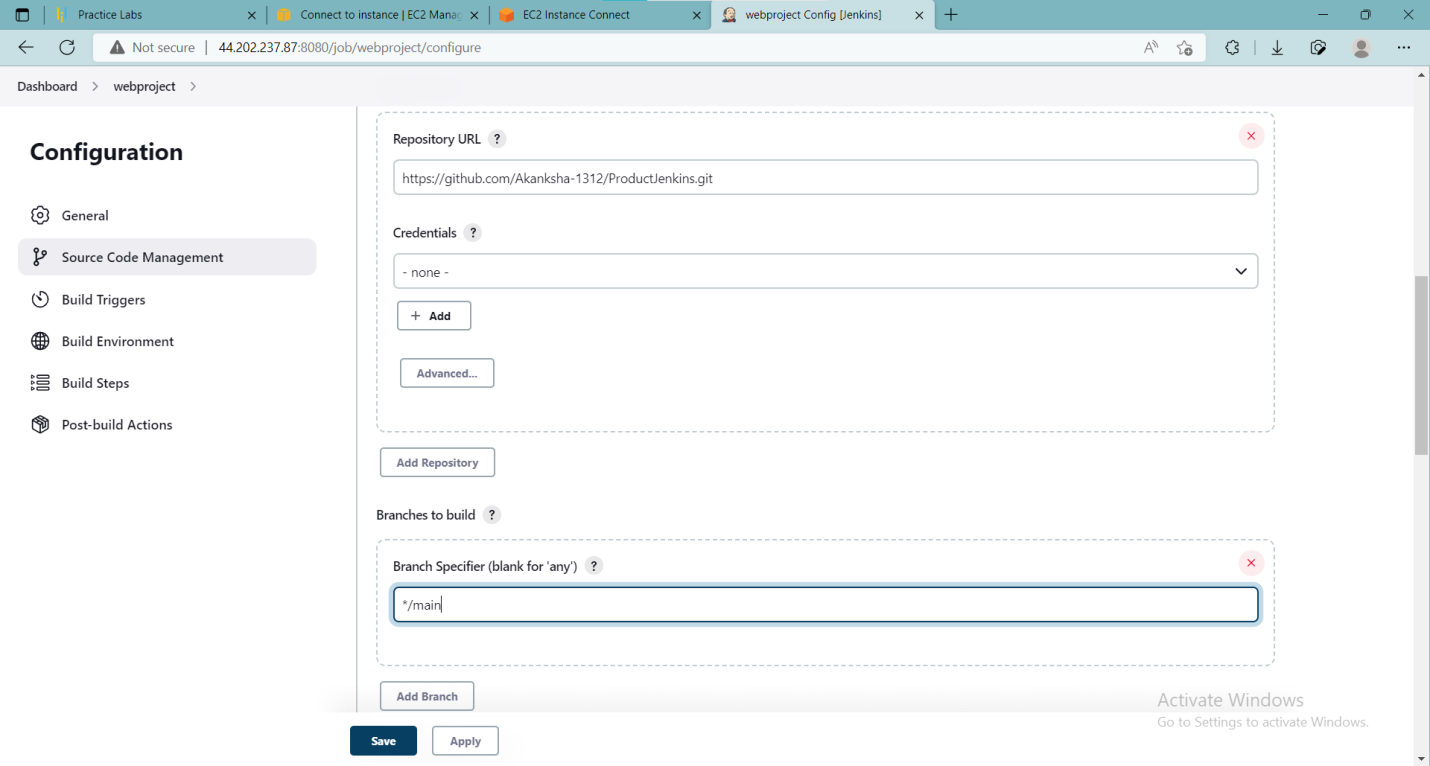 Practice Labs
Connect to instance | EC2 Manag
EC2 Instance Connect
webproject Config [Jenkins]
Not secure
44.202.237.87:8080/job/webproject/configure
Dashboard
webproject
Configuration
General
Source Code Management
Build Triggers
Build Environment
Build Steps
Post-build Actions
Repository URL ?
https://github.com/Akanksha-1312/ProductJenkins.git
Credentials ?
- none -
+ Add
Advanced...
Add Repository
Branches to build ?
Branch Specifier (blank for 'any') ?
*/main
Add Branch
Save
Apply
Activate Windows
Go to Settings to activate Windows.